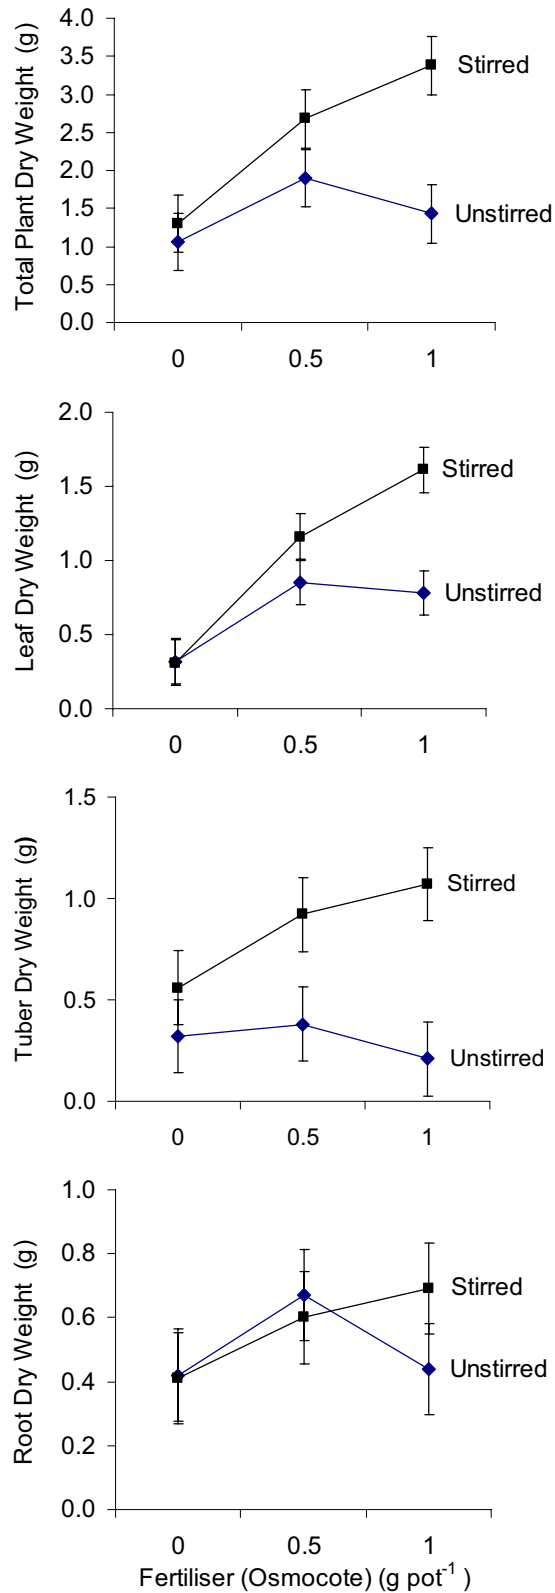 Total Plant Dry Weight (g)
4.0
3.5
3.0
2.5
2.0
1.5
1.0
0.5
0.0
Stirred
Unstirred
0 0.5 1
Leaf Dry Weight (g)
2.0
1.5
1.0
0.5
0.0
Stirred
Unstirred
0 0.5 1
Tuber Dry Weight (g)
1.5
1.0
0.5
0.0
Stirred
Unstirred
0 0.5 1
Root Dry Weight (g)
1.0
0.8
0.6
0.4
0.2
0.0
Stirred
Unstirred
0 0.5 1
Fertiliser (Osmocote) (g pot⁻¹ )